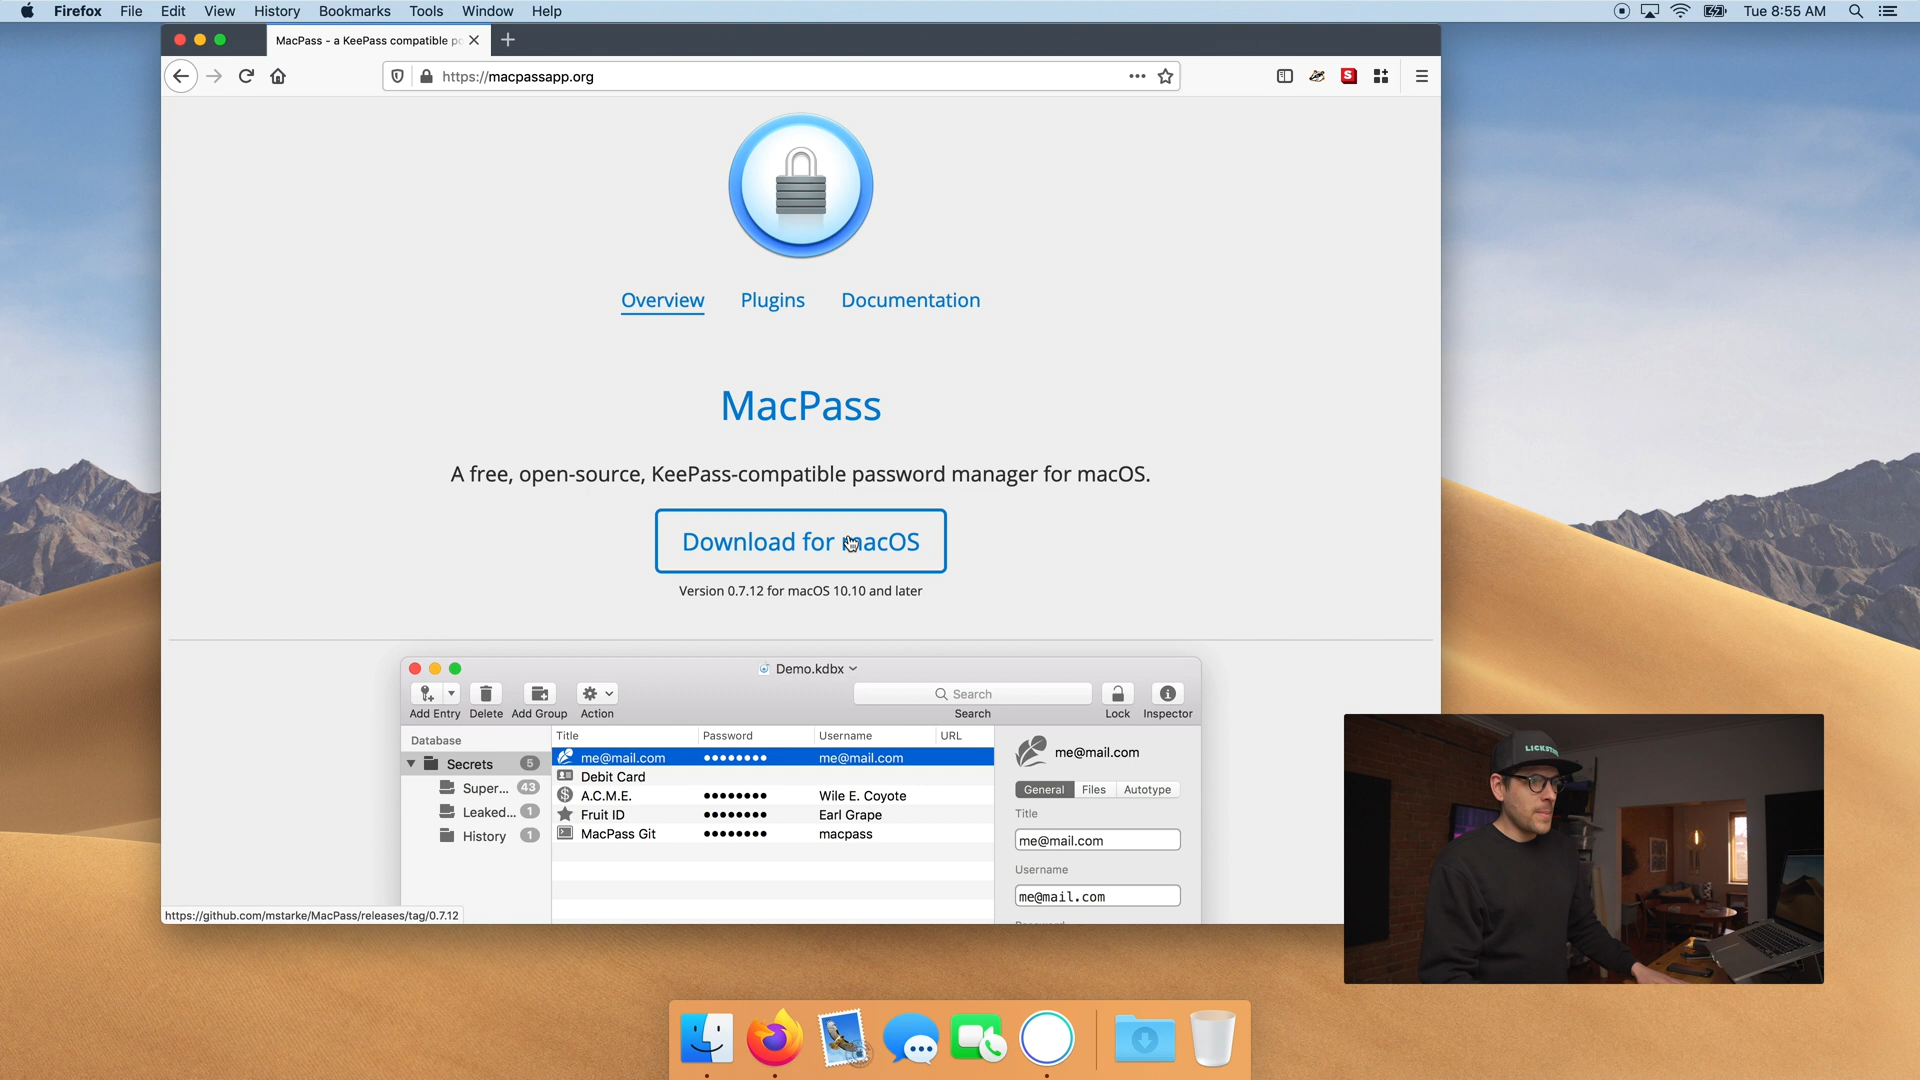 Firefox File Edit View History Bookmarks Tools Window Help
Tue 8:55 AM
MacPass - a KeePass compatible p
https://macpassapp.org
S
Overview Plugins Documentation
MacPass
A free, open-source, KeePass-compatible password manager for macOS.
Download for macOS
Version 0.7.12 for macOS 10.10 and later
Demo.kdbx
Search
Add Entry Delete Add Group Action Search Lock Inspector
Database
Title Password Username URL
Secrets 5
Super... 43
Leaked... 1
History 1
me@mail.com ●●●●●●●● me@mail.com
Debit Card
A.C.M.E. ●●●●●●●● Wile E. Coyote
Fruit ID ●●●●●●●● Earl Grape
MacPass Git ●●●●●●●● macpass
me@mail.com
General Files Autotype
Title
me@mail.com
Username
me@mail.com
https://github.com/mstarke/MacPass/releases/tag/0.7.12